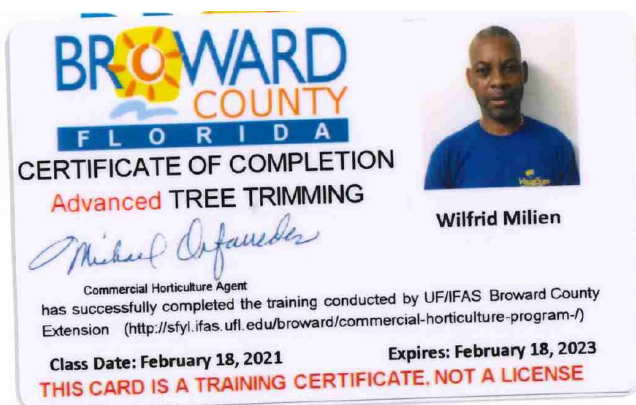 BROWARD
COUNTY
FLORIDA
CERTIFICATE OF COMPLETION
Advanced TREE TRIMMING
Wilfrid Milien
Commercial Horticulture Agent
has successfully completed the training conducted by UF/IFAS Broward County
Extension (http://sfyl.ifas.ufl.edu/broward/commercial-horticulture-program-/)
Class Date: February 18, 2021 Expires: February 18, 2023
THIS CARD IS A TRAINING CERTIFICATE, NOT A LICENSE